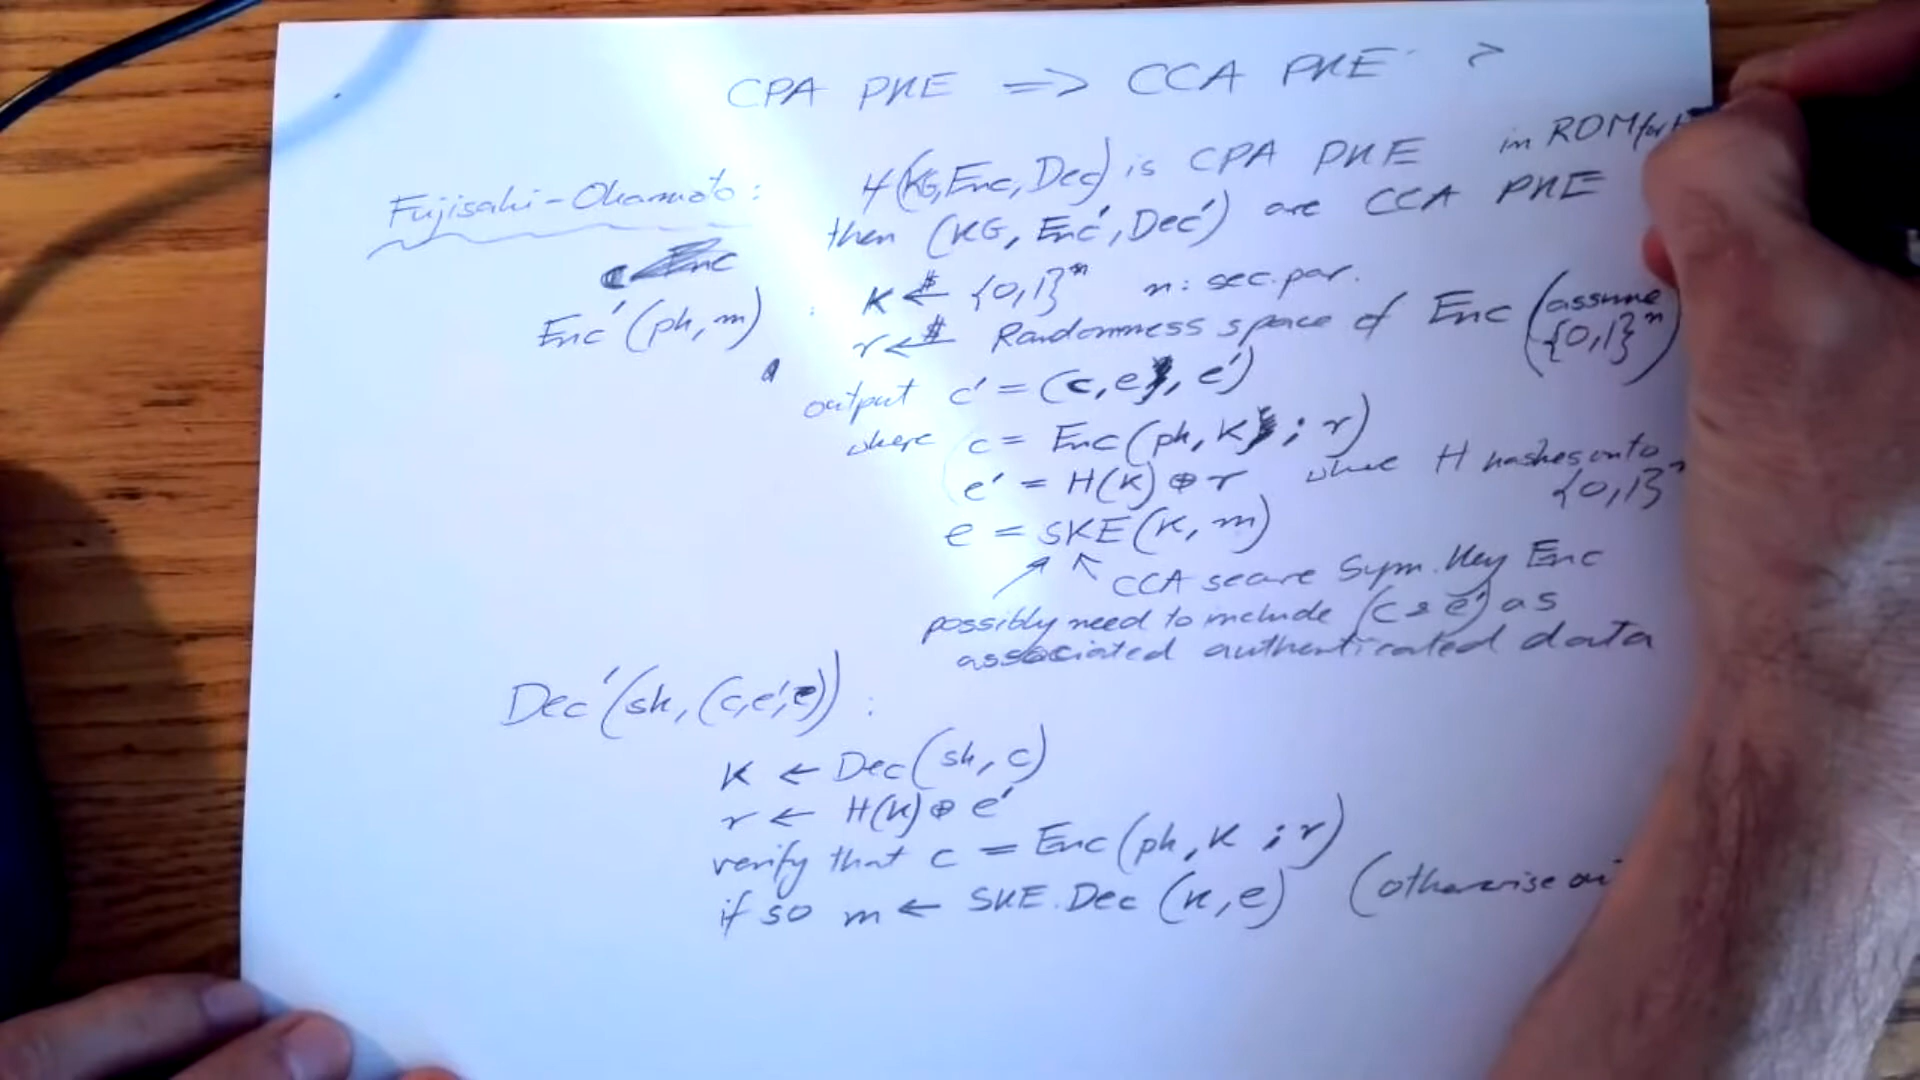 CPA PKE => CCA PKE ?
Fujisaki-Okamoto: If (KG, Enc, Dec) is CPA PKE in ROM for
then (KG, Enc', Dec') are CCA PKE
Enc
Enc'(pk, m) : K ←$ {0,1}^n n: sec. par.
r ←$ Randomness space of Enc (assume {0,1}^n)
output c' = (c, e, e')
where c = Enc(pk, K ; r)
e' = H(K) ⊕ r where H hashes onto {0,1}^n
e = SKE(K, m)
CCA secure Sym. Key Enc
possibly need to include (c & e') as
associated authenticated data
Dec'(sk, (c, e', e)) :
K ← Dec(sk, c)
r ← H(K) ⊕ e'
verify that c = Enc(pk, K ; r)
if so m ← SKE.Dec(K, e) (otherwise